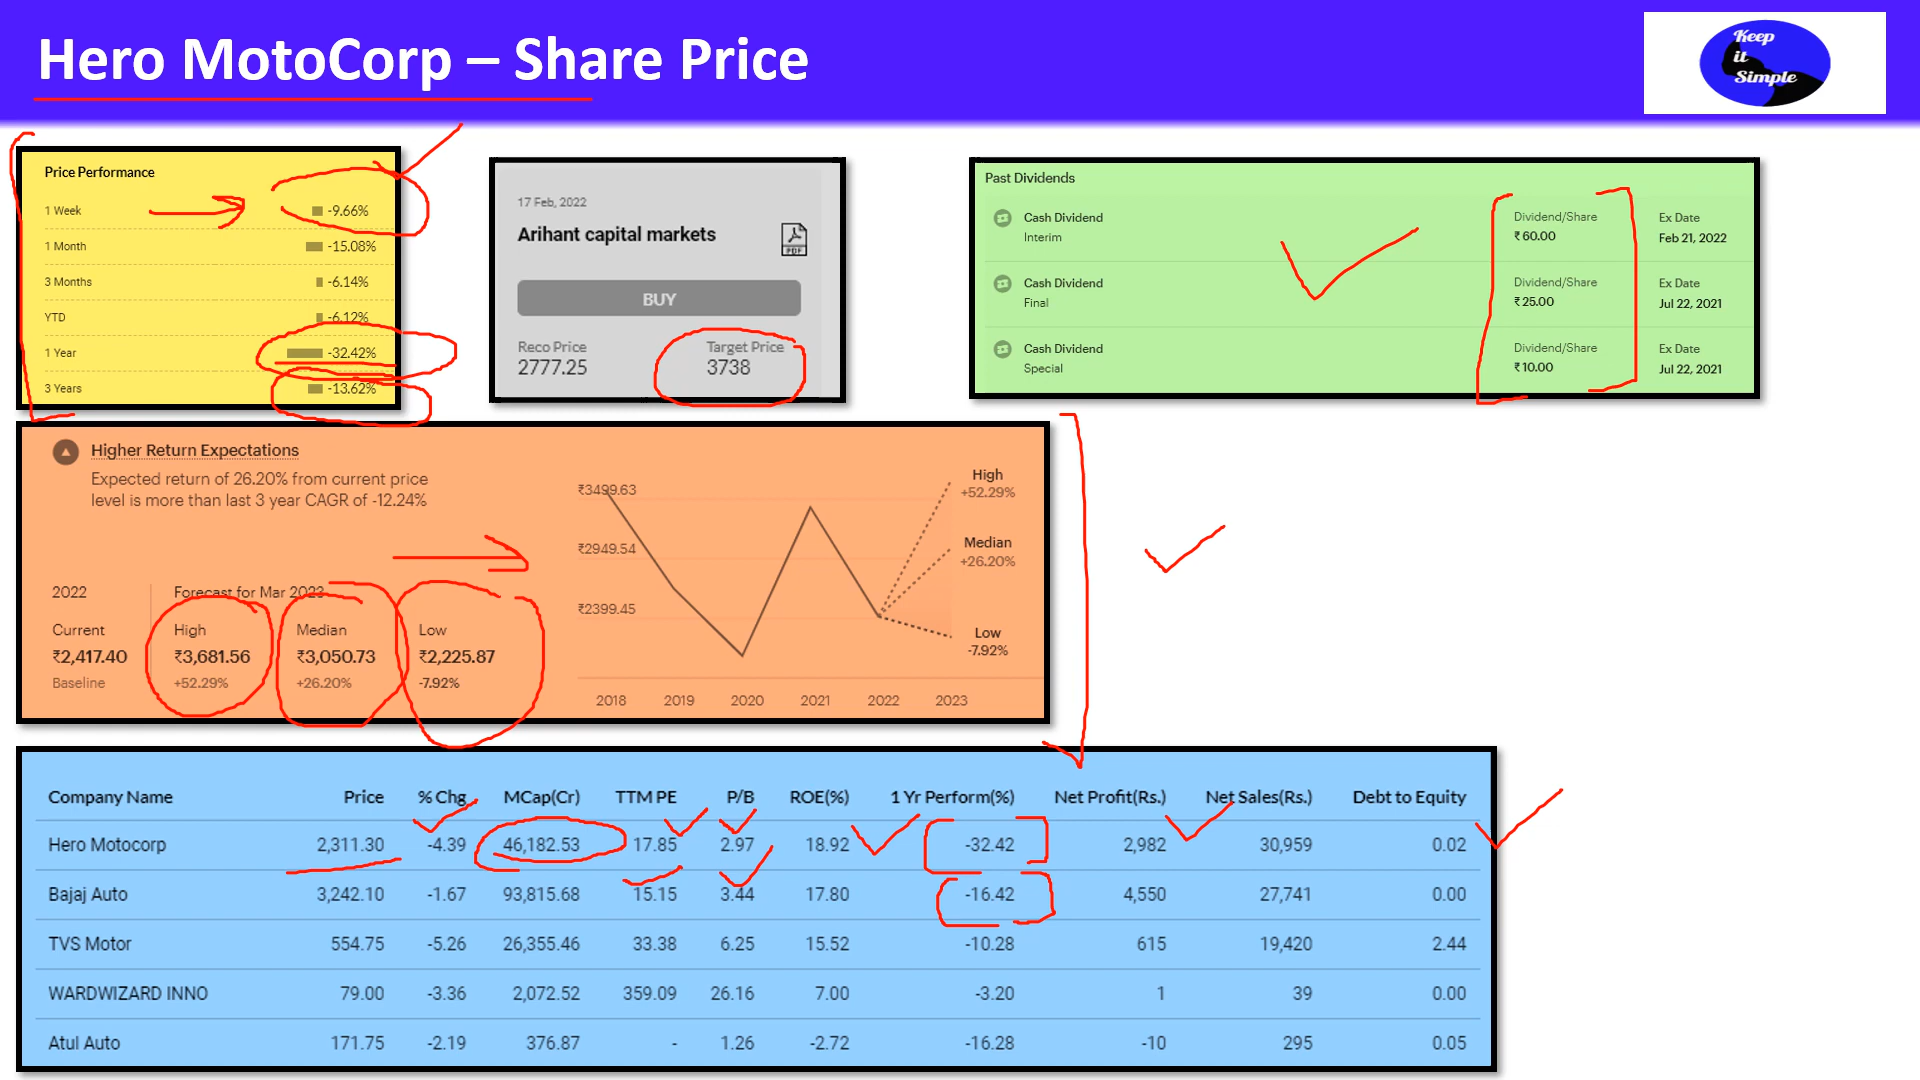 Hero MotoCorp – Share Price
Keep
it
Simple
Price Performance
1 Week -9.66%
1 Month -15.08%
3 Months -6.14%
YTD -6.12%
1 Year -32.42%
3 Years -13.62%
17 Feb, 2022
Arihant capital markets
PDF
BUY
Reco Price Target Price
2777.25 3738
Past Dividends
Cash Dividend Dividend/Share Ex Date
Interim ₹60.00 Feb 21, 2022
Cash Dividend Dividend/Share Ex Date
Final ₹25.00 Jul 22, 2021
Cash Dividend Dividend/Share Ex Date
Special ₹10.00 Jul 22, 2021
Higher Return Expectations
Expected return of 26.20% from current price
level is more than last 3 year CAGR of -12.24%
2022 Forecast for Mar 2023
Current High Median Low
₹2,417.40 ₹3,681.56 ₹3,050.73 ₹2,225.87
Baseline +52.29% +26.20% -7.92%
₹3499.63
₹2949.54
₹2399.45
High
+52.29%
Median
+26.20%
Low
-7.92%
2018 2019 2020 2021 2022 2023
Company Name Price % Chg MCap(Cr) TTM PE P/B ROE(%) 1 Yr Perform(%) Net Profit(Rs.) Net Sales(Rs.) Debt to Equity
Hero Motocorp 2,311.30 -4.39 46,182.53 17.85 2.97 18.92 -32.42 2,982 30,959 0.02
Bajaj Auto 3,242.10 -1.67 93,815.68 15.15 3.44 17.80 -16.42 4,550 27,741 0.00
TVS Motor 554.75 -5.26 26,355.46 33.38 6.25 15.52 -10.28 615 19,420 2.44
WARDWIZARD INNO 79.00 -3.36 2,072.52 359.09 26.16 7.00 -3.20 1 39 0.00
Atul Auto 171.75 -2.19 376.87 - 1.26 -2.72 -16.28 -10 295 0.05